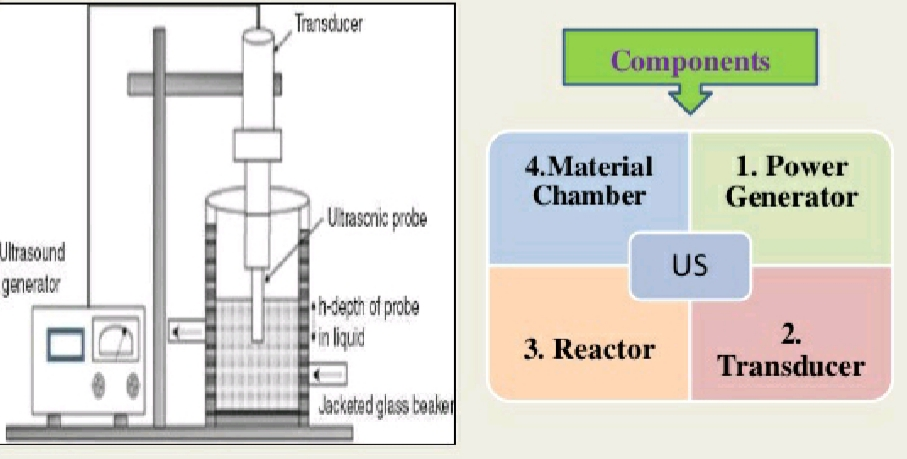 Transducer
Ultrasonic probe
Ultrasound
generator
h-depth of probe
in liquid
Jacketed glass beaker
Components
4.Material
Chamber
1. Power
Generator
US
3. Reactor
2.
Transducer